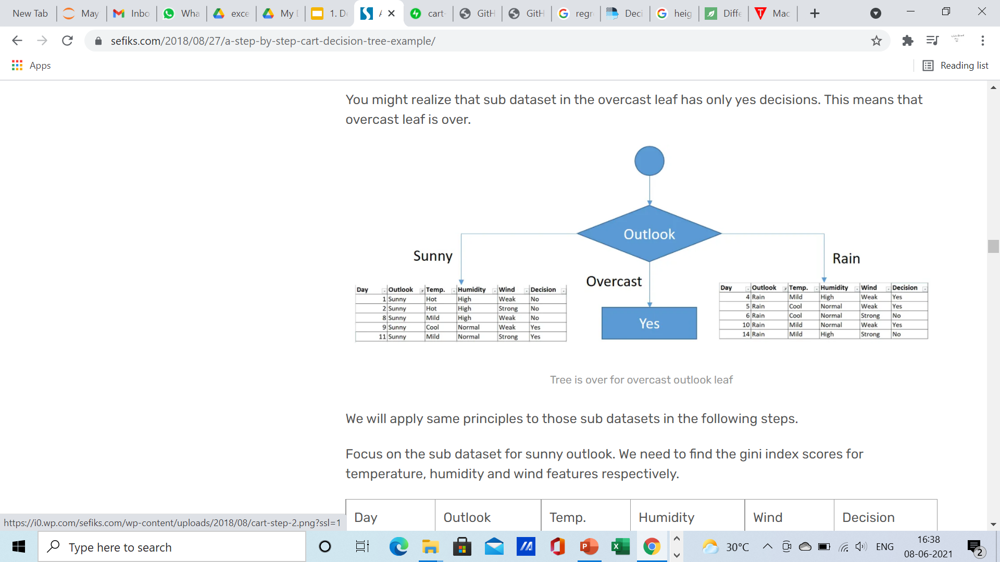 New Tab
May
Inbo
Wha
exce
My
1. D
cart-
GitH
GitH
regr
Deci
heig
Diffe
Mac
sefiks.com/2018/08/27/a-step-by-step-cart-decision-tree-example/
Apps
Reading list
You might realize that sub dataset in the overcast leaf has only yes decisions. This means that
overcast leaf is over.
Outlook
Sunny
Overcast
Rain
Yes
Day Outlook Temp. Humidity Wind Decision
1 Sunny Hot High Weak No
2 Sunny Hot High Strong No
8 Sunny Mild High Weak No
9 Sunny Cool Normal Weak Yes
11 Sunny Mild Normal Strong Yes
Day Outlook Temp. Humidity Wind Decision
4 Rain Mild High Weak Yes
5 Rain Cool Normal Weak Yes
6 Rain Cool Normal Strong No
10 Rain Mild Normal Weak Yes
14 Rain Mild High Strong No
Tree is over for overcast outlook leaf
We will apply same principles to those sub datasets in the following steps.
Focus on the sub dataset for sunny outlook. We need to find the gini index scores for
temperature, humidity and wind features respectively.
Day Outlook Temp. Humidity Wind Decision
https://i0.wp.com/sefiks.com/wp-content/uploads/2018/08/cart-step-2.png?ssl=1
Type here to search
30°C
ENG
16:38
08-06-2021
2